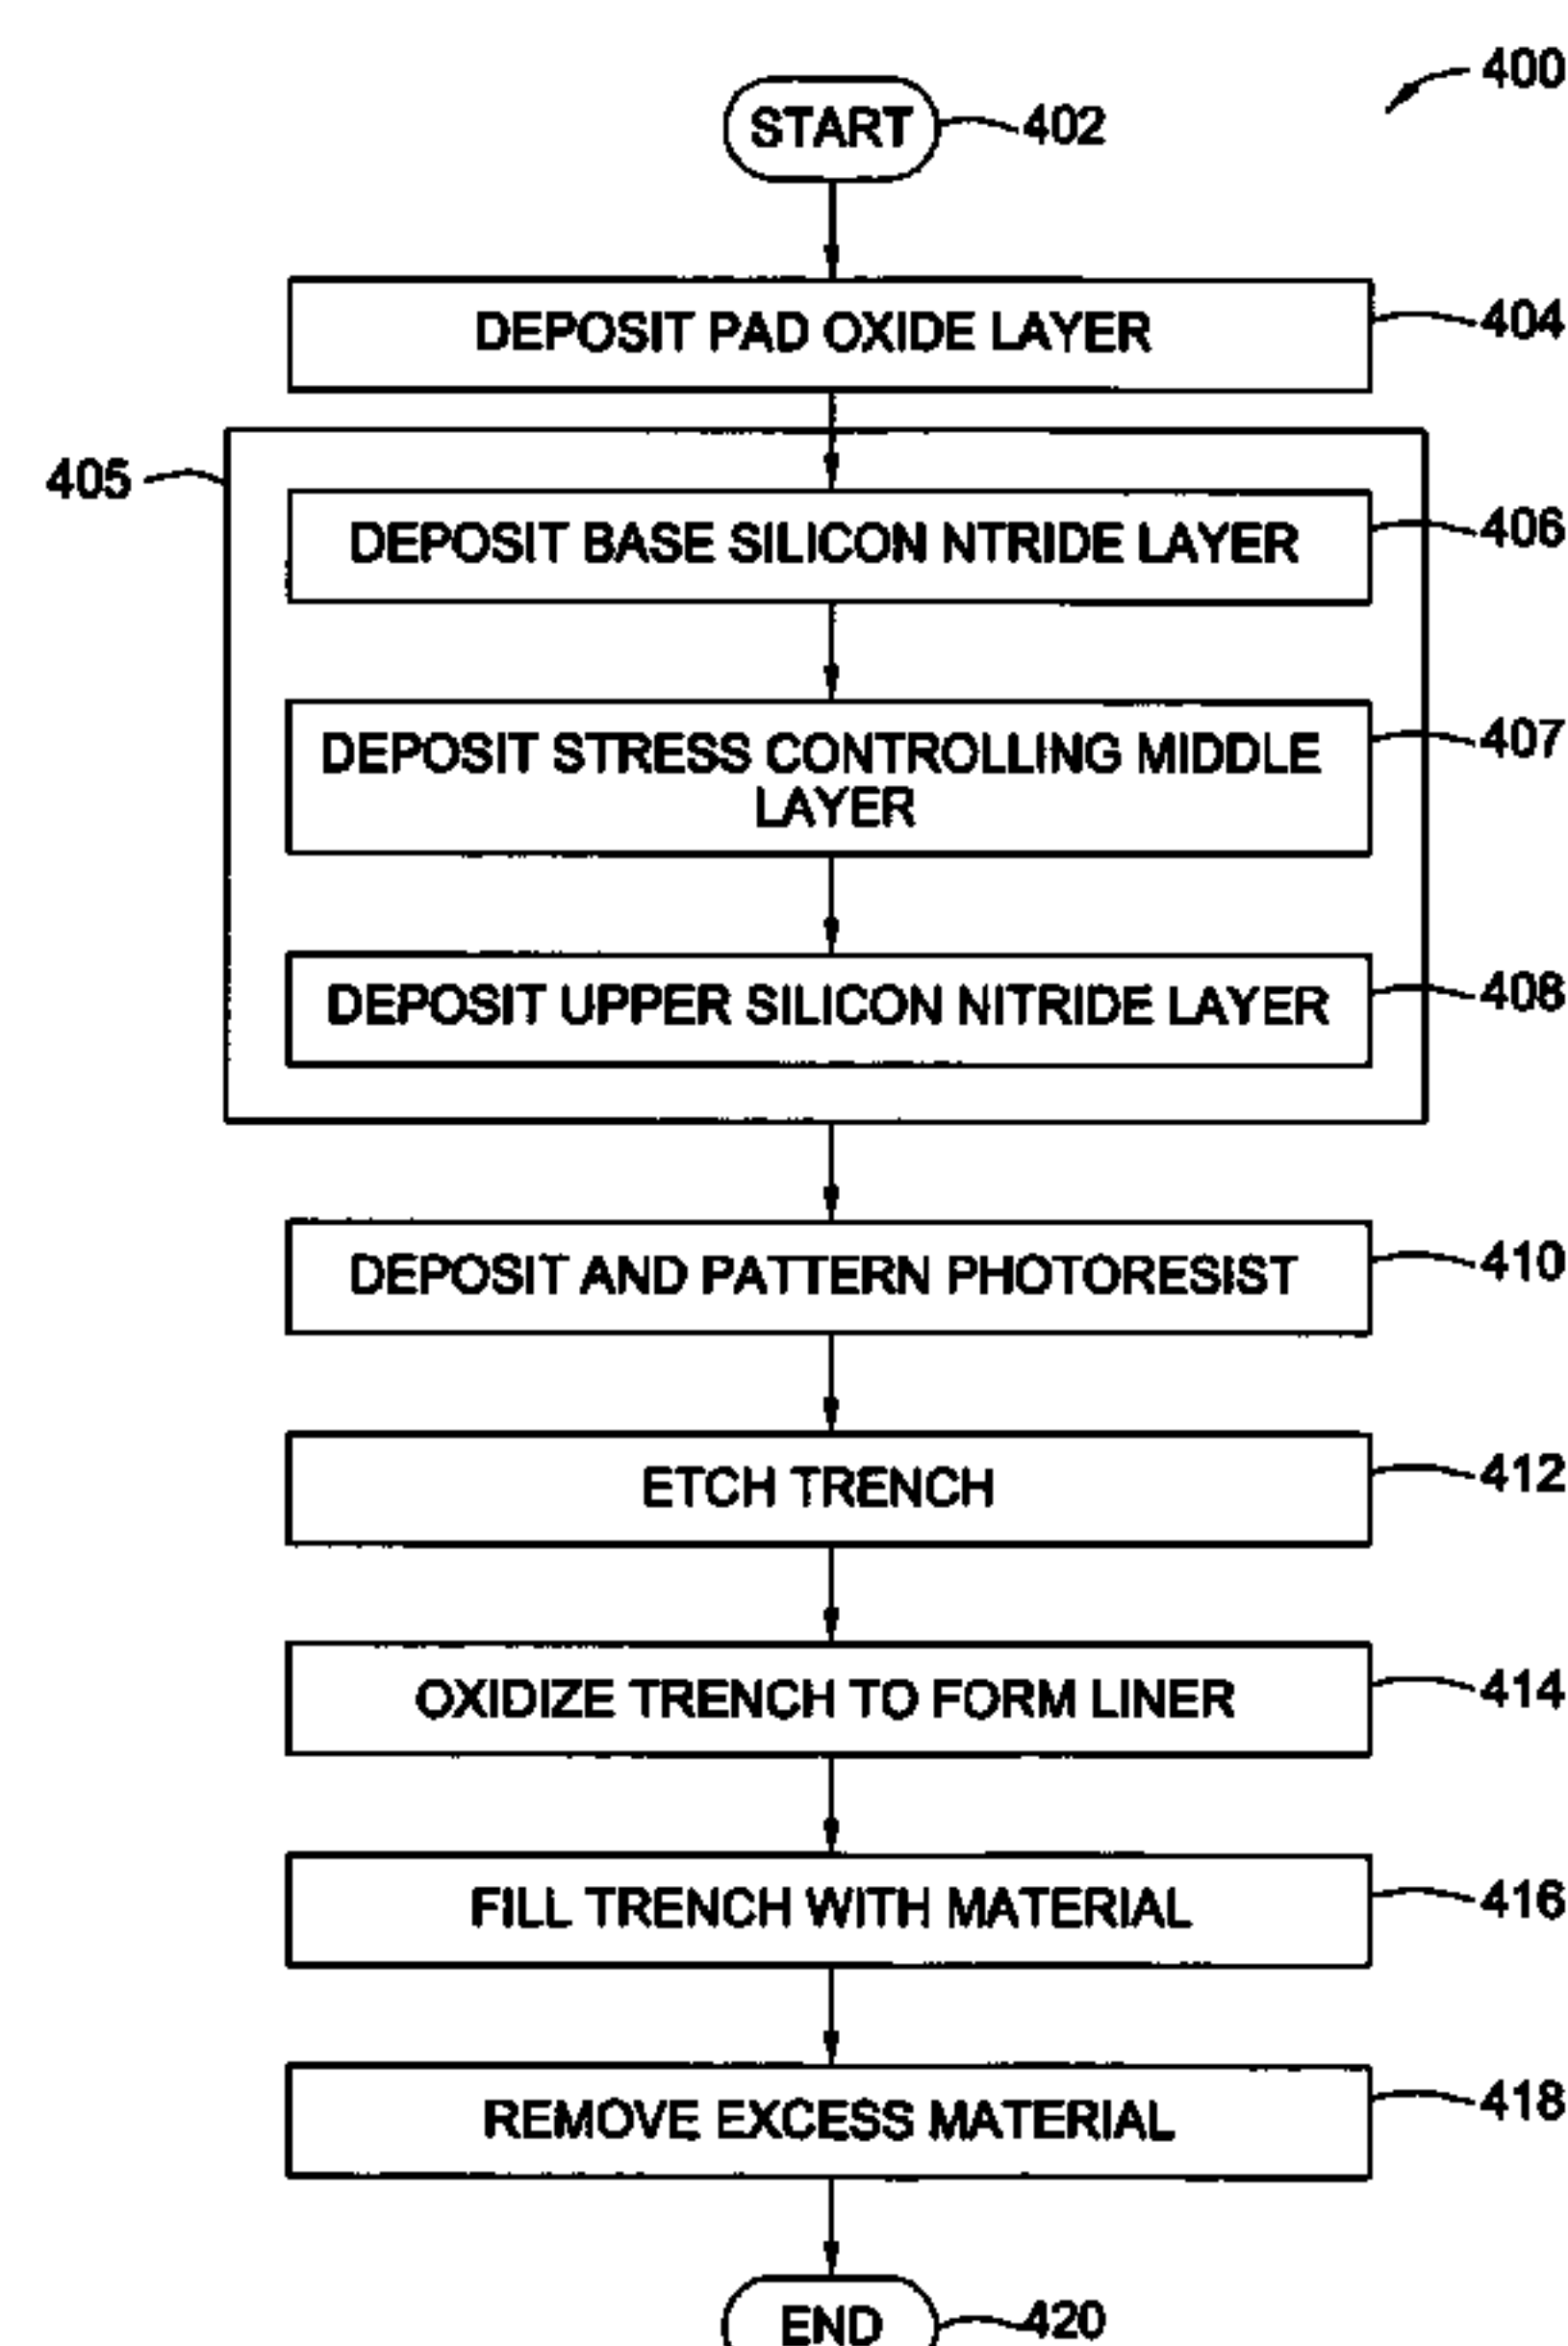 400
START 402
DEPOSIT PAD OXIDE LAYER 404
405
DEPOSIT BASE SILICON NTRIDE LAYER 406
DEPOSIT STRESS CONTROLLING MIDDLE 407
LAYER
DEPOSIT UPPER SILICON NITRIDE LAYER 408
DEPOSIT AND PATTERN PHOTORESIST 410
ETCH TRENCH 412
OXIDIZE TRENCH TO FORM LINER 414
FILL TRENCH WITH MATERIAL 416
REMOVE EXCESS MATERIAL 418
END 420